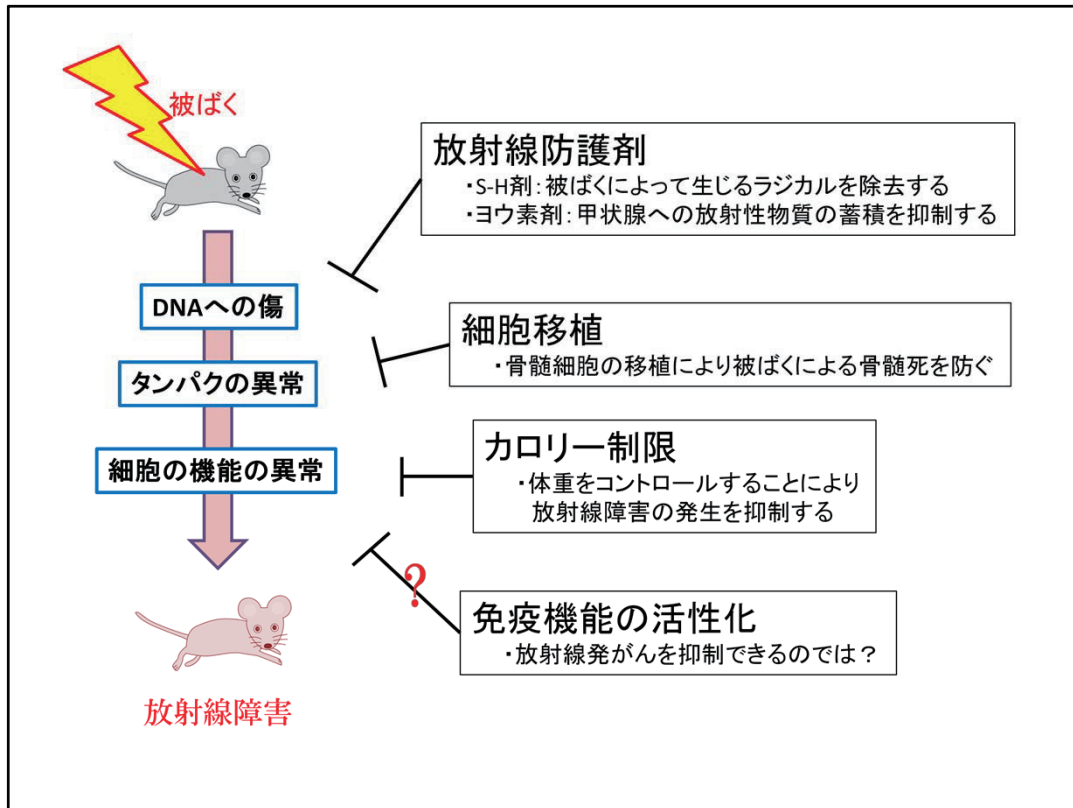 被ばく
放射線防護剤
・S-H剤：被ばくによって生じるラジカルを除去する
・ヨウ素剤：甲状腺への放射性物質の蓄積を抑制する
DNAへの傷
細胞移植
・骨髄細胞の移植により被ばくによる骨髄死を防ぐ
タンパクの異常
カロリー制限
・体重をコントロールすることにより
放射線障害の発生を抑制する
細胞の機能の異常
?
免疫機能の活性化
・放射線発がんを抑制できるのでは？
放射線障害